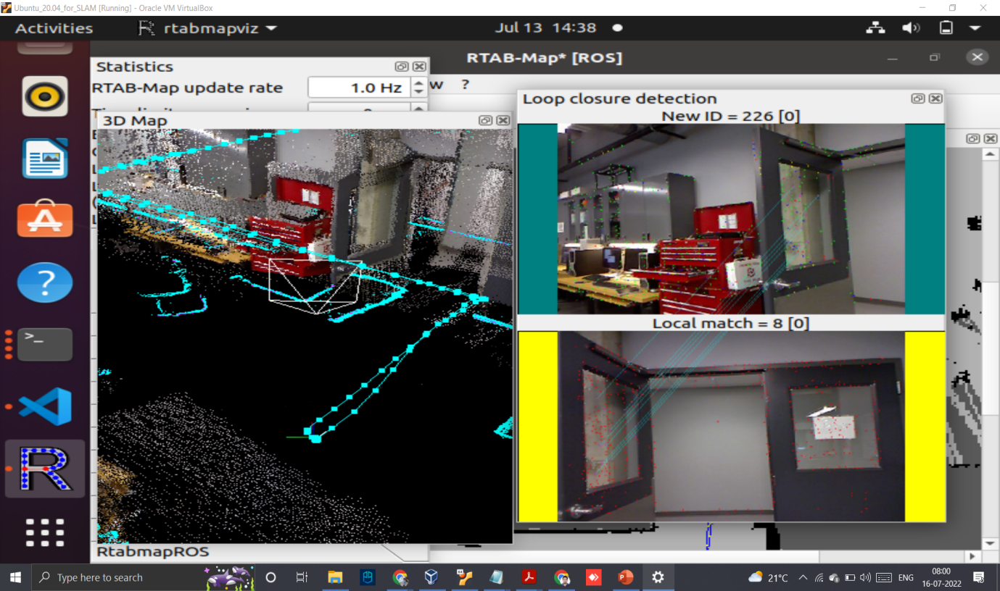 Ubuntu_20.04_for_SLAM [Running] - Oracle VM VirtualBox
Activities
rtabmapviz
Jul 13 14:38
RTAB-Map* [ROS]
Statistics
RTAB-Map update rate
1.0 Hz
w ?
3D Map
Loop closure detection
New ID = 226 [0]
Local match = 8 [0]
RtabmapROS
Type here to search
21°C
ENG
08:00
16-07-2022